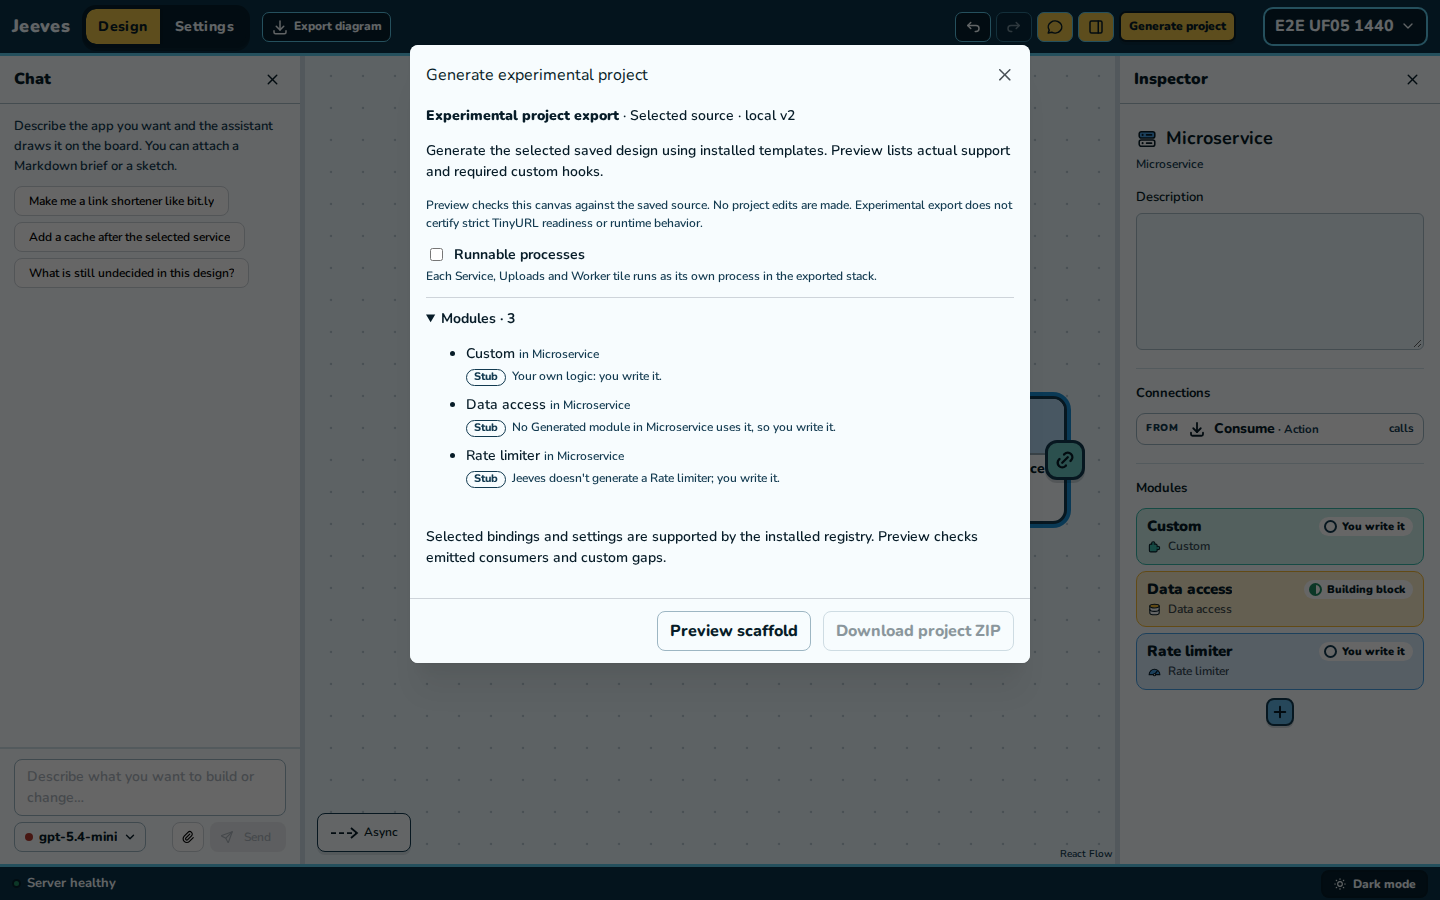 Jeeves
Design
Settings
Export diagram
Generate project
E2E UF05 1440
Chat
Describe the app you want and the assistant
draws it on the board. You can attach a
Markdown brief or a sketch.
Make me a link shortener like bit.ly
Add a cache after the selected service
What is still undecided in this design?
Describe what you want to build or
change...
gpt-5.4-mini
Send
Generate experimental project
Experimental project export · Selected source · local v2
Generate the selected saved design using installed templates. Preview lists actual support
and required custom hooks.
Preview checks this canvas against the saved source. No project edits are made. Experimental export does not
certify strict TinyURL readiness or runtime behavior.
Runnable processes
Each Service, Uploads and Worker tile runs as its own process in the exported stack.
Modules · 3
Custom in Microservice
Stub Your own logic: you write it.
Data access in Microservice
Stub No Generated module in Microservice uses it, so you write it.
Rate limiter in Microservice
Stub Jeeves doesn't generate a Rate limiter; you write it.
Selected bindings and settings are supported by the installed registry. Preview checks
emitted consumers and custom gaps.
Preview scaffold
Download project ZIP
ce
Async
React Flow
Inspector
Microservice
Microservice
Description
Connections
FROM Consume · Action calls
Modules
Custom You write it
Custom
Data access Building block
Data access
Rate limiter You write it
Rate limiter
Server healthy
Dark mode